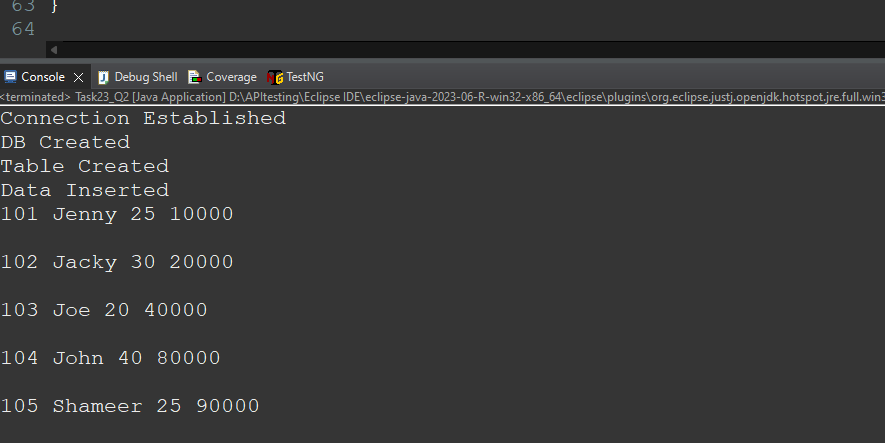 63 }
64
Console Debug Shell Coverage TestNG
<terminated> Task23_Q2 [Java Application] D:\APItesting\Eclipse IDE\eclipse-java-2023-06-R-win32-x86_64\eclipse\plugins\org.eclipse.justj.openjdk.hotspot.jre.full.win3
Connection Established
DB Created
Table Created
Data Inserted
101 Jenny 25 10000
102 Jacky 30 20000
103 Joe 20 40000
104 John 40 80000
105 Shameer 25 90000